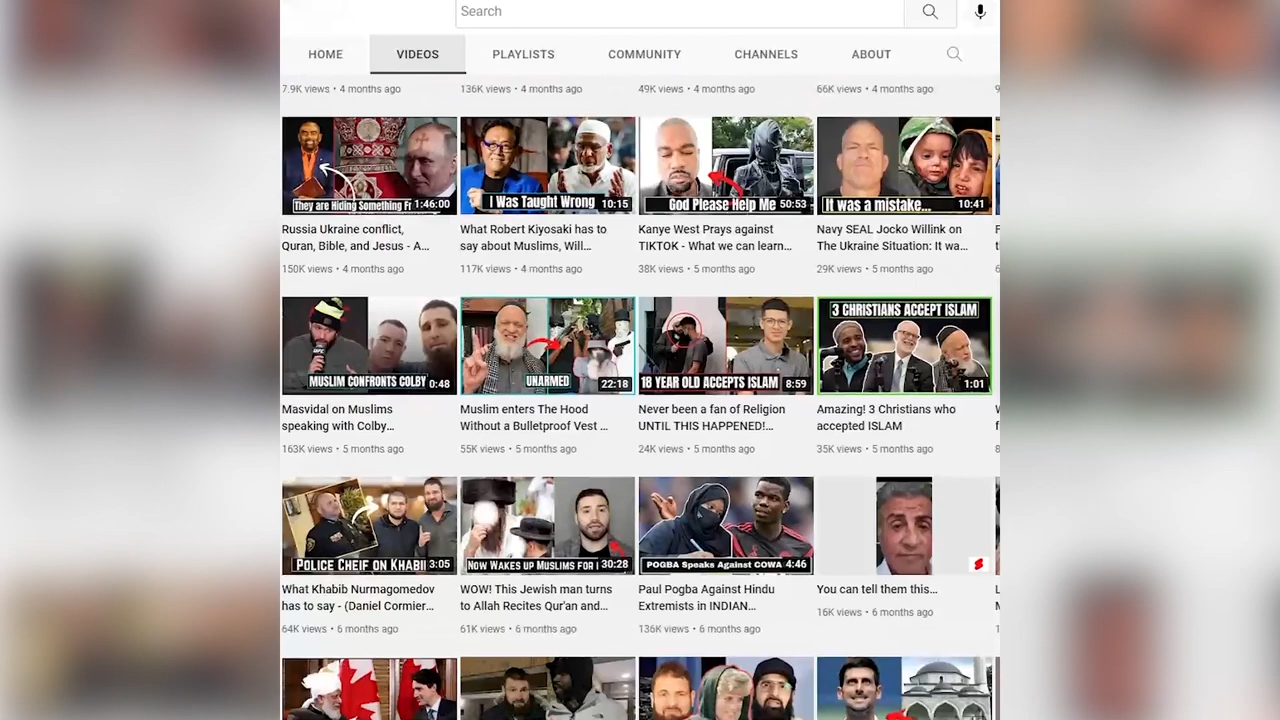 Search
HOME VIDEOS PLAYLISTS COMMUNITY CHANNELS ABOUT
7.9K views • 4 months ago
136K views • 4 months ago
49K views • 4 months ago
66K views • 4 months ago
They are Hiding Something Fr 1:46:00
I Was Taught Wrong 10:15
God Please Help Me 50:53
It was a mistake... 10:41
Russia Ukraine conflict,
Quran, Bible, and Jesus - A...
150K views • 4 months ago
What Robert Kiyosaki has to
say about Muslims, Will...
117K views • 4 months ago
Kanye West Prays against
TIKTOK - What we can learn...
38K views • 5 months ago
Navy SEAL Jocko Willink on
The Ukraine Situation: It wa...
29K views • 5 months ago
MUSLIM CONFRONTS COLBY 0:48
UNARMED 22:18
18 YEAR OLD ACCEPTS ISLAM 8:59
3 CHRISTIANS ACCEPT ISLAM
1:01
Masvidal on Muslims
speaking with Colby...
163K views • 5 months ago
Muslim enters The Hood
Without a Bulletproof Vest ...
55K views • 5 months ago
Never been a fan of Religion
UNTIL THIS HAPPENED!...
24K views • 5 months ago
Amazing! 3 Christians who
accepted ISLAM
35K views • 5 months ago
POLICE CHEIF ON KHABI 3:05
NOW WAKES UP MUSLIMS FOR 30:28
POGBA SPEAKS AGAINST COWA 4:46
What Khabib Nurmagomedov
has to say - (Daniel Cormier...
64K views • 6 months ago
WOW! This Jewish man turns
to Allah Recites Qur'an and...
61K views • 6 months ago
Paul Pogba Against Hindu
Extremists in INDIAN...
136K views • 6 months ago
You can tell them this...
16K views • 6 months ago